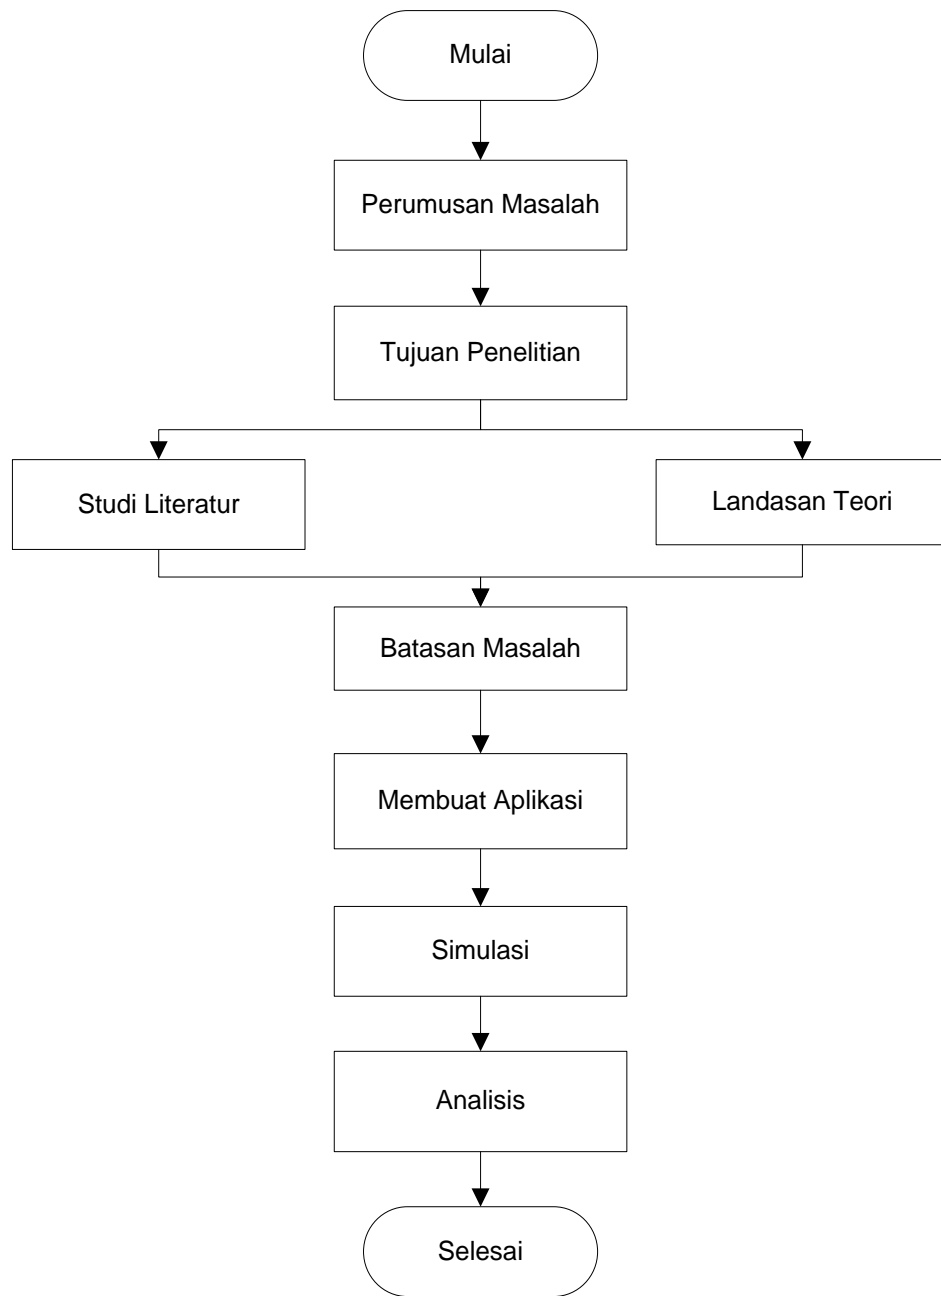 Mulai
Perumusan Masalah
Tujuan Penelitian
Studi Literatur
Landasan Teori
Batasan Masalah
Membuat Aplikasi
Simulasi
Analisis
Selesai